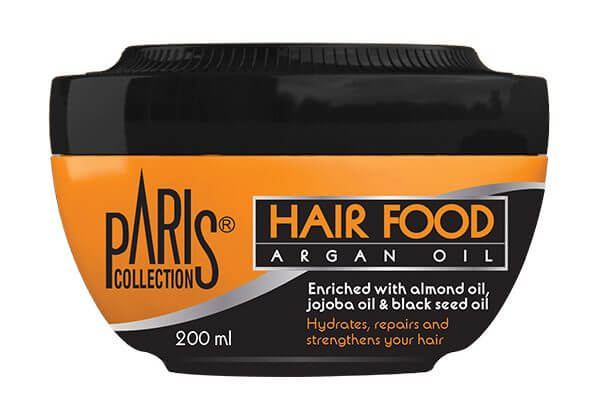 PARIS®
COLLECTION
HAIR FOOD
ARGAN OIL
Enriched with almond oil,
jojoba oil & black seed oil
Hydrates, repairs and
strengthens your hair
200 ml